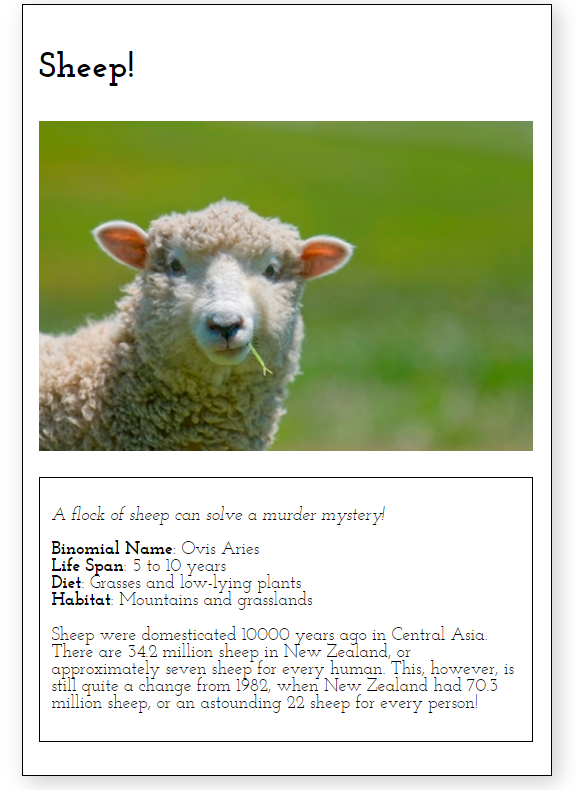 Sheep!
A flock of sheep can solve a murder mystery!
Binomial Name: Ovis Aries
Life Span: 5 to 10 years
Diet: Grasses and low-lying plants
Habitat: Mountains and grasslands
Sheep were domesticated 10000 years ago in Central Asia.
There are 34.2 million sheep in New Zealand, or
approximately seven sheep for every human. This, however, is
still quite a change from 1982, when New Zealand had 70.3
million sheep, or an astounding 22 sheep for every person!